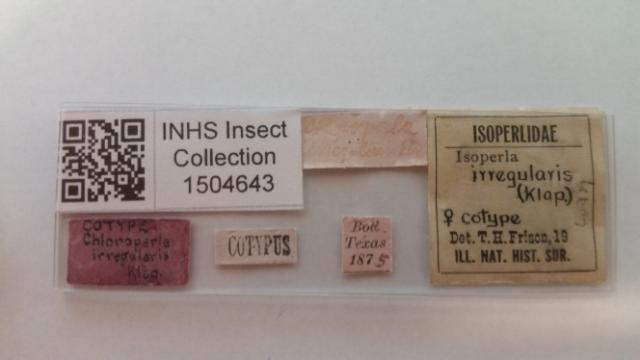 INHS Insect
Collection
1504643
COTYPE
Chloroperla
irregularis
Klap.
COTYPUS
Boll
Texas
1875
ISOPERLIDAE
Isoperla
irregularis
(Klap.)
♀ cotype
Det. T. H. Frison, 19
ILL. NAT. HIST. SUR.